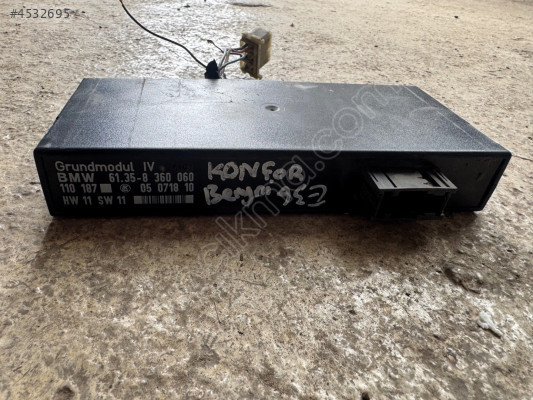 #4532695
Grundmodul IV
BMW 61.35-8 360 060
110 187 05 0718 10
HW 11 SW 11
KONFOR